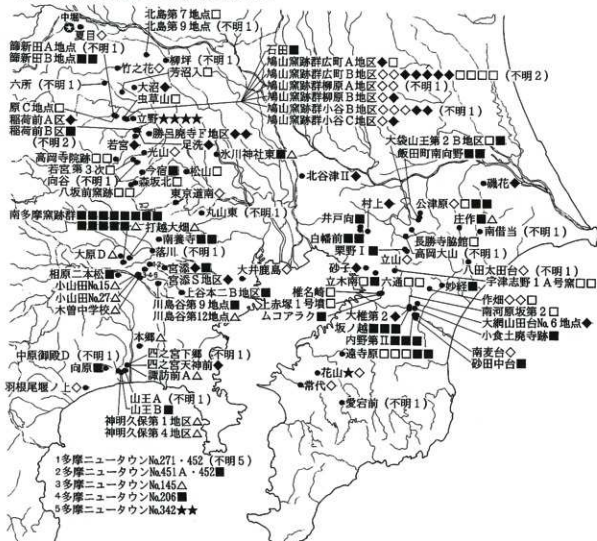 中堀
夏目◇
北島第7地点□
北島第9地点(不明1)
篩新田A地点(不明1)
篩新田B地点■■
柳坪(不明1)
竹之花◇
芳沼入□
六所(不明1)
大沼◆
虫草山□
原C地点□
稲荷前A区◆
稲荷前B区■
(不明2)
立野★★★★
勝呂廃寺F地区◆◆
若宮◆
足洗◆
高岡寺院跡□□
光山◇
氷川神社東■△
若宮第3次□
今宿■
松山□
向谷(不明1)
森坂北□
八坂前窯跡□□
東京道南◇
丸山東(不明1)
石田■
鳩山窯跡群広町A地区◆□
鳩山窯跡群広町B地区◇◇◆◆◆◆◆□□□□(不明2)
鳩山窯跡群柳原A地区◇(不明1)
鳩山窯跡群柳原B地区◆
鳩山窯跡群小谷B地区◇◇◆◆(不明1)
鳩山窯跡群小谷C地区◇◆
南多摩窯跡群■■■■■■■
■■■■■△
打越大畑△
南養寺■■
大原D▲
落川(不明1)
相原二本松■
宮添◆■
宮添S地区◆
大井鹿島◇
小山田No.15△
小山田No.27△
木曽中学校△
上谷本二B地区□
川島谷第9地点■
川島谷第12地点△
本郷△
中原御殿D(不明1)
四之宮下郷(不明1)
四之宮天神前◆
向原■
諏訪前A△
羽根尾堰ノ上◇
山王A(不明1)
山王B■
神明久保第1地区△
神明久保第4地区△
1多摩ニュータウンNo.271・452(不明5)
2多摩ニュータウンNo.451A・452■
3多摩ニュータウンNo.145△
4多摩ニュータウンNo.206■
5多摩ニュータウンNo.342★★
大袋山王第2B地区□■
飯田町南向野■■
北谷津Ⅱ◆
村上◇
公津原◇□■■
磯花◆
井戸向■
庄作■△
白幡前■■
長勝寺脇館□
南借当(不明1)
栗野Ⅰ■
高岡大山(不明1)
立山◇
八田太田台◇(不明1)
砂子◆
宇津志野1A号窯□□
立木南□■
六通□□
妙経■
椎名崎□
作畑◇◇□
上赤塚1号墳□
南河原坂第2□
ムコアラク■
大椎第2◆
大網山田台No.6地点◆
坂ノ越■■■
小食土廃寺跡■
内野第Ⅱ■■■
砂田中台■
遠寺原□□□■■
南麦台◇
花山★◇
常代◇
愛宕前(不明1)